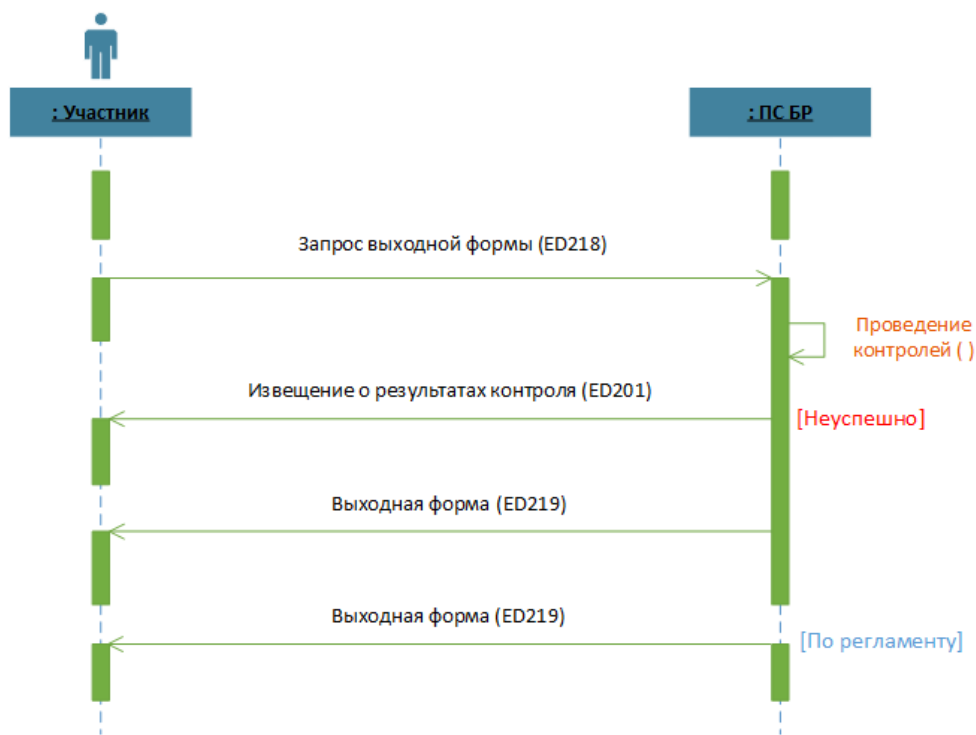 : Участник
: ПС БР
Запрос выходной формы (ED218)
Проведение
контролей ( )
Извещение о результатах контроля (ED201)
[Неуспешно]
Выходная форма (ED219)
Выходная форма (ED219)
[По регламенту]